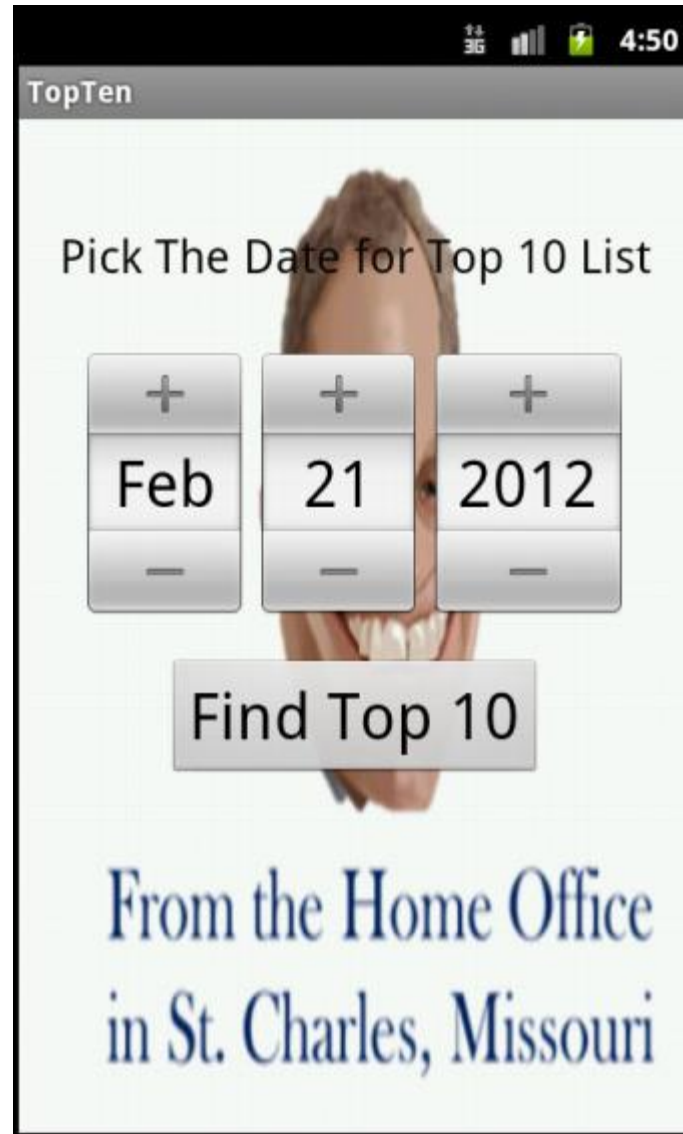 3G 4:50
TopTen
Pick The Date for Top 10 List
+ + +
Feb 21 2012
- - -
Find Top 10
From the Home Office
in St. Charles, Missouri